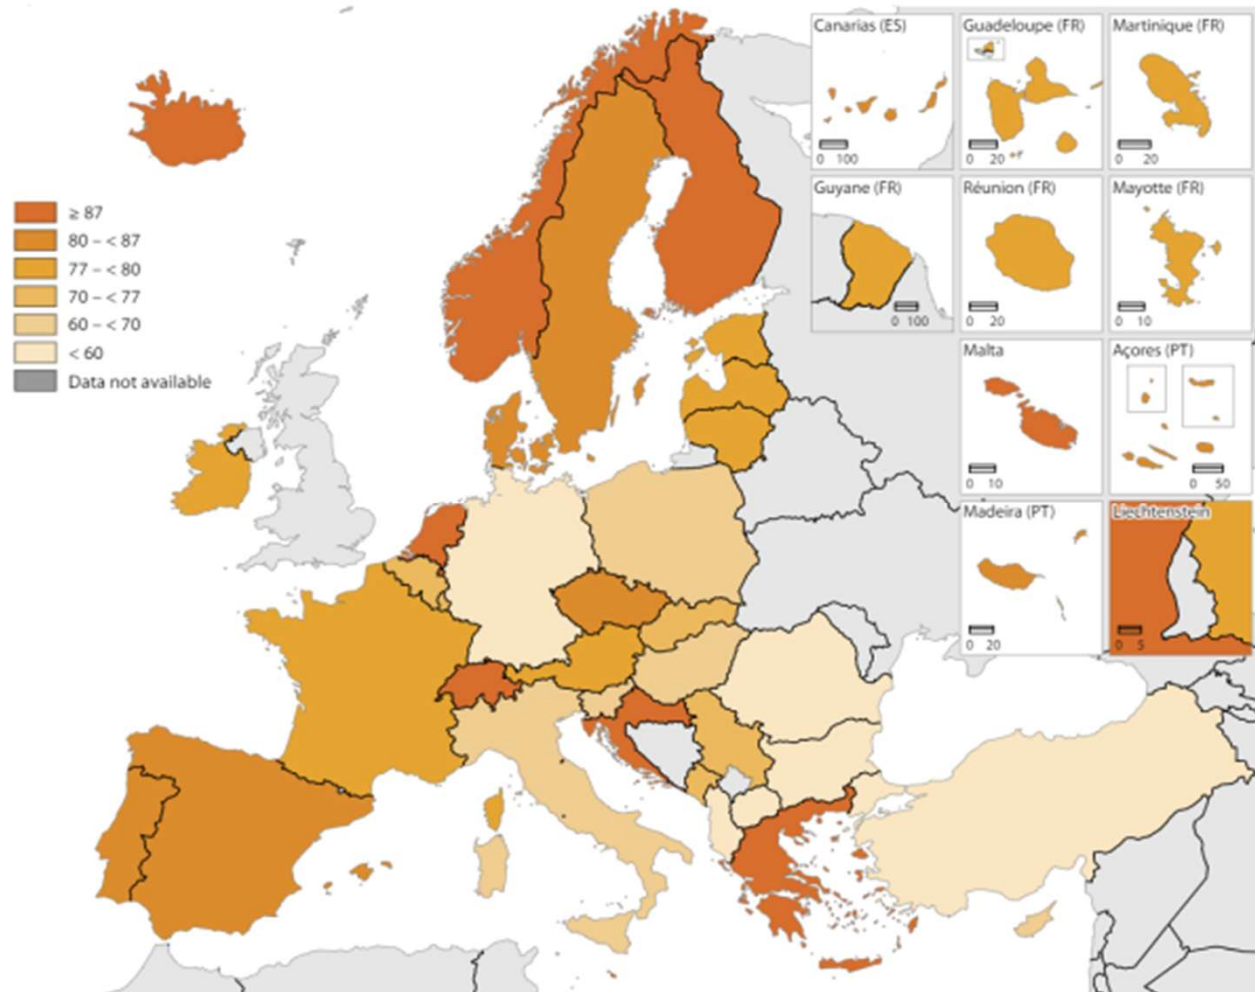 Canarias (ES)
0 100
Guadeloupe (FR)
0 20
Martinique (FR)
0 20
Guyane (FR)
0 100
Réunion (FR)
0 20
Mayotte (FR)
0 10
≥ 87
80 – < 87
77 – < 80
70 – < 77
60 – < 70
< 60
Data not available
Malta
0 10
Açores (PT)
0 50
Madeira (PT)
0 20
Liechtenstein
0 5